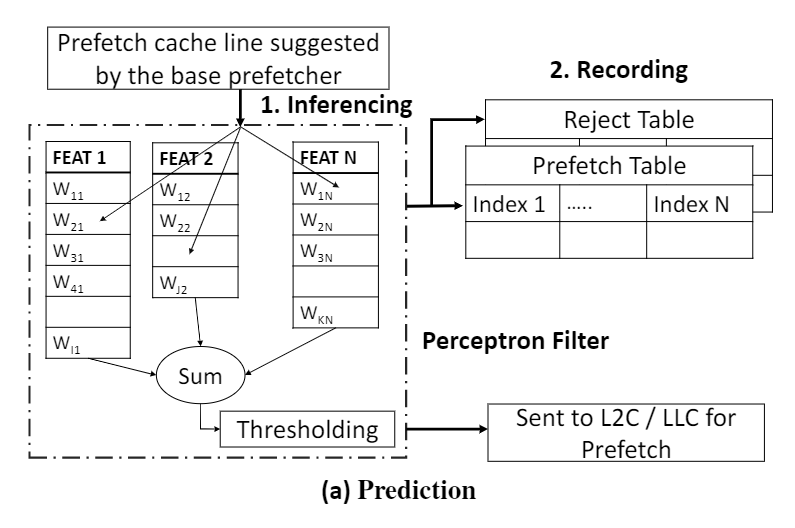 Prefetch cache line suggested
by the base prefetcher
1. Inferencing
2. Recording
Reject Table
Prefetch Table
Index 1 ..... Index N
FEAT 1
W11
W21
W31
W41
WI1
FEAT 2
W12
W22
WJ2
FEAT N
W1N
W2N
W3N
WKN
Sum
Thresholding
Perceptron Filter
Sent to L2C / LLC for
Prefetch
(a) Prediction